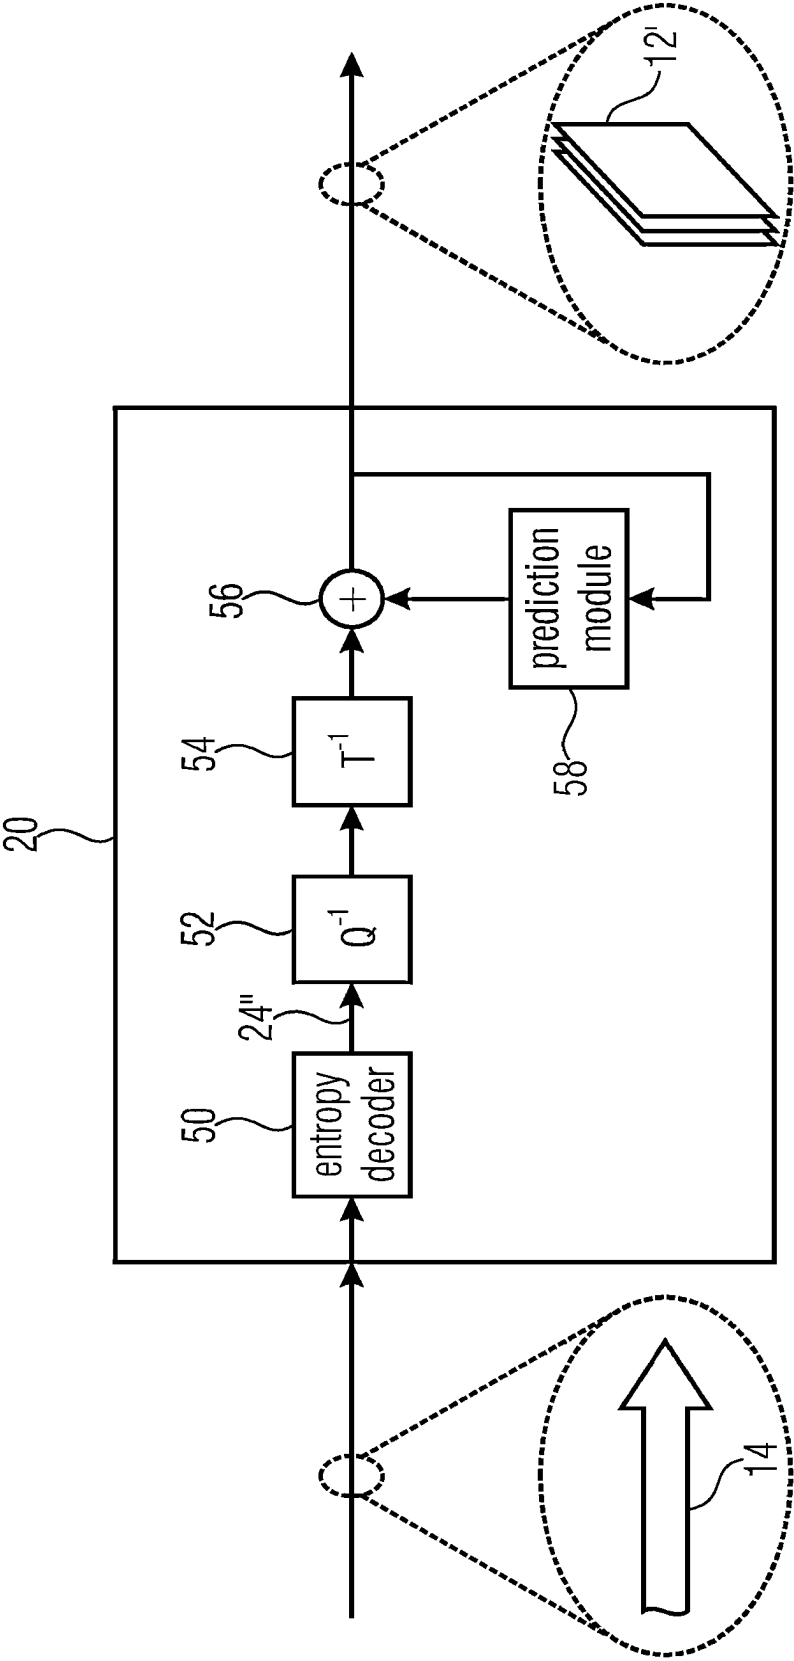 20
50
entropy
decoder
24"
52
Q⁻¹
54
T⁻¹
56
+
58
prediction
module
14
12'